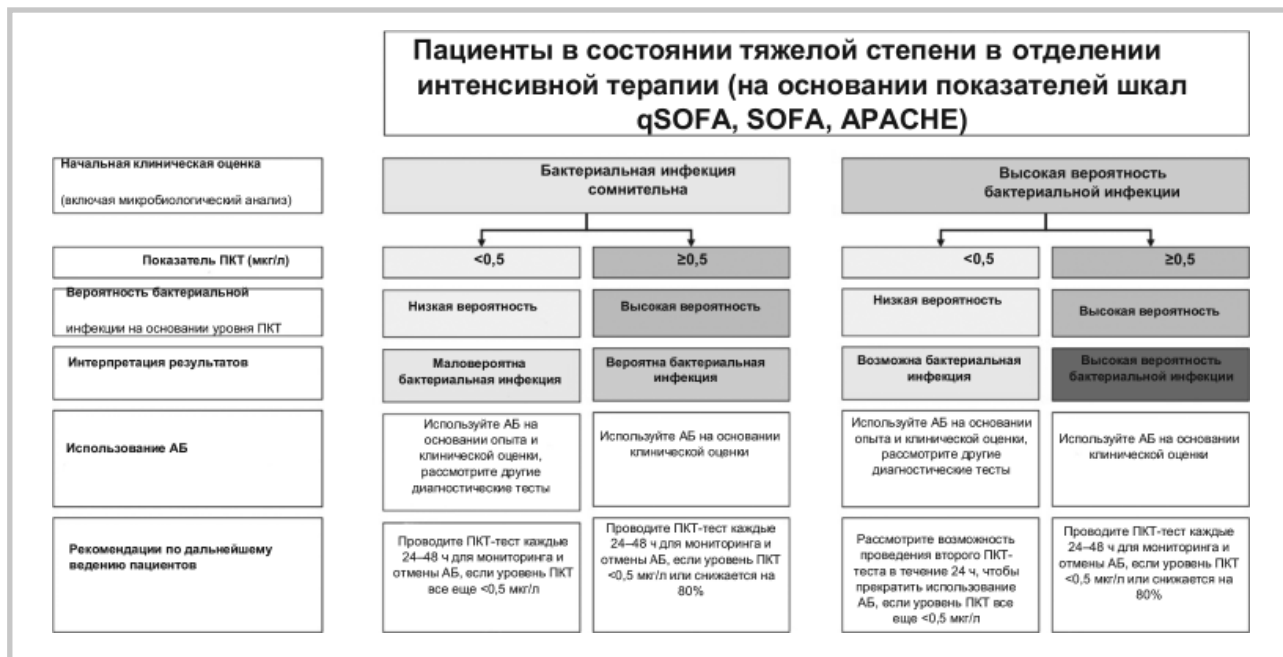 Пациенты в состоянии тяжелой степени в отделении
интенсивной терапии (на основании показателей шкал
qSOFA, SOFA, APACHE)
Начальная клиническая оценка
(включая микробиологический анализ)
Бактериальная инфекция
сомнительна
Высокая вероятность
бактериальной инфекции
Показатель ПКТ (мкг/л)
<0,5
≥0,5
<0,5
≥0,5
Вероятность бактериальной
инфекции на основании уровня ПКТ
Низкая вероятность
Высокая вероятность
Низкая вероятность
Высокая вероятность
Интерпретация результатов
Маловероятна
бактериальная инфекция
Вероятна бактериальная
инфекция
Возможна бактериальная
инфекция
Высокая вероятность
бактериальной инфекции
Использование АБ
Используйте АБ на
основании опыта и
клинической оценки,
рассмотрите другие
диагностические тесты
Используйте АБ на основании
клинической оценки
Используйте АБ на основании
опыта и клинической оценки,
рассмотрите другие
диагностические тесты
Используйте АБ на основании
клинической оценки
Рекомендации по дальнейшему
ведению пациентов
Проводите ПКТ-тест каждые
24–48 ч для мониторинга и
отмены АБ, если уровень ПКТ
все еще <0,5 мкг/л
Проводите ПКТ-тест каждые
24–48 ч для мониторинга и
отмены АБ, если уровень ПКТ
<0,5 мкг/л или снижается на
80%
Рассмотрите возможность
проведения второго ПКТ-
теста в течение 24 ч, чтобы
прекратить использование
АБ, если уровень ПКТ все
еще <0,5 мкг/л
Проводите ПКТ-тест каждые
24–48 ч для мониторинга и
отмены АБ, если уровень ПКТ
<0,5 мкг/л или снижается на
80%